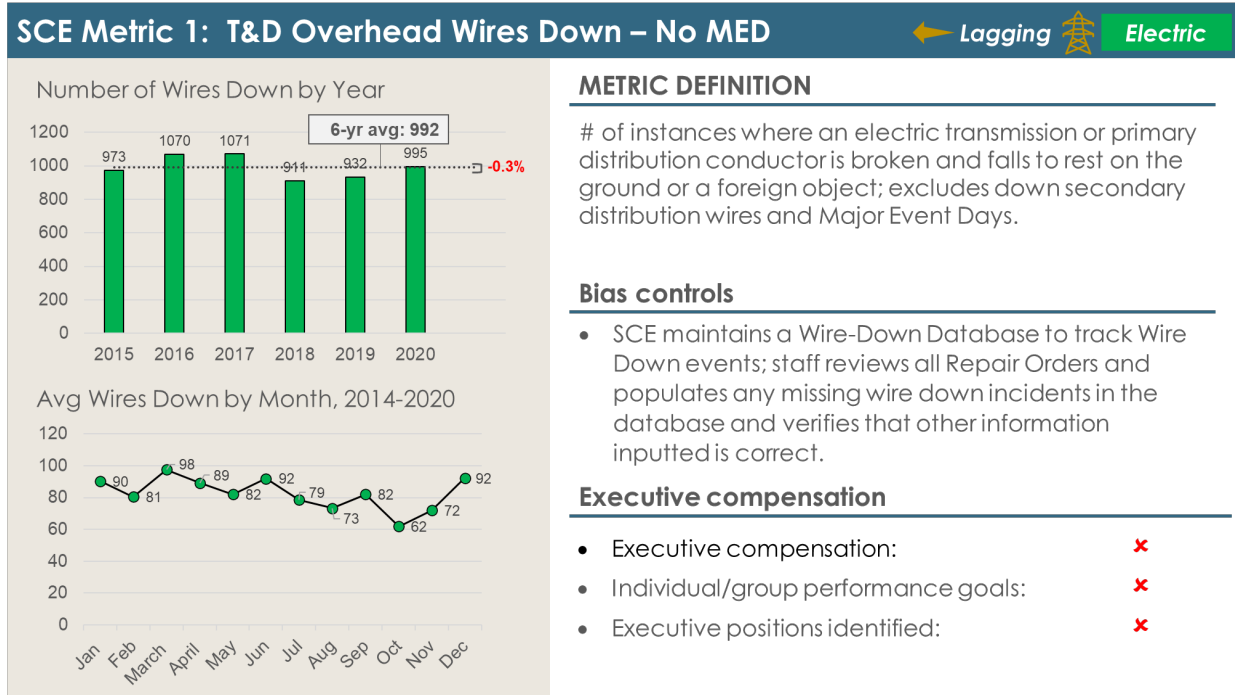 SCE Metric 1: T&D Overhead Wires Down – No MED
Lagging
Electric
Number of Wires Down by Year
6-yr avg: 992
1200
1000
800
600
400
200
0
973
1070
1071
911
932
995
-0.3%
2015 2016 2017 2018 2019 2020
Avg Wires Down by Month, 2014-2020
120
100
80
60
40
20
0
90
81
98
89
82
92
79
73
82
62
72
92
Jan Feb March April May Jun Jul Aug Sep Oct Nov Dec
METRIC DEFINITION
# of instances where an electric transmission or primary
distribution conductor is broken and falls to rest on the
ground or a foreign object; excludes down secondary
distribution wires and Major Event Days.
Bias controls
• SCE maintains a Wire-Down Database to track Wire
Down events; staff reviews all Repair Orders and
populates any missing wire down incidents in the
database and verifies that other information
inputted is correct.
Executive compensation
• Executive compensation: ✘
• Individual/group performance goals: ✘
• Executive positions identified: ✘